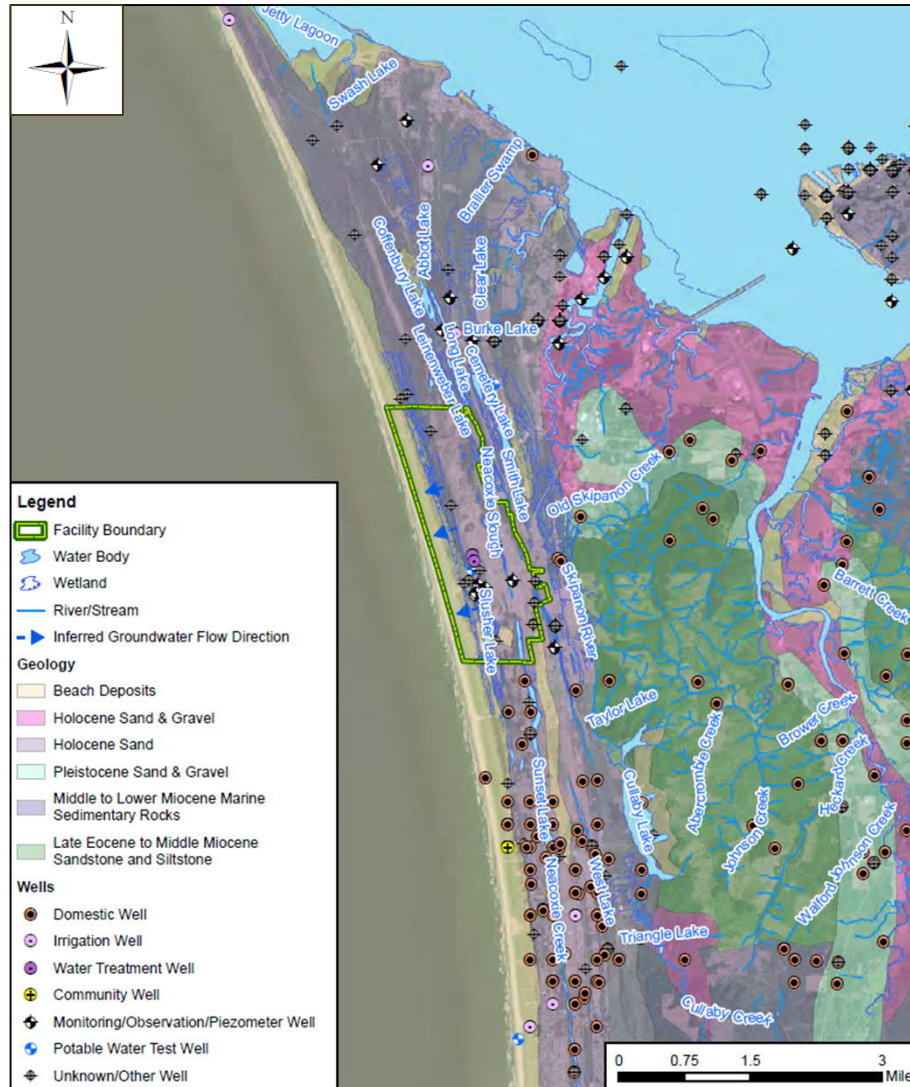 N
Jetty Lagoon
Swash Lake
Brallier Swamp
Abbot Lake
Coffenbury Lake
Clear Lake
Burke Lake
Long Lake
Leinenweber Lake
Cemetery Lake
Smith Lake
Neacoxie Slough
Old Skipanon Creek
Skipanon River
Slusher Lake
Barrett Creek
Taylor Lake
Abercrombie Creek
Brower Creek
Heckard Creek
Cullaby Lake
Sunset Lake
Johnson Creek
Walford Johnson Creek
West Lake
Neacoxie Creek
Triangle Lake
Cullaby Creek
Legend
Facility Boundary
Water Body
Wetland
River/Stream
Inferred Groundwater Flow Direction
Geology
Beach Deposits
Holocene Sand & Gravel
Holocene Sand
Pleistocene Sand & Gravel
Middle to Lower Miocene Marine
Sedimentary Rocks
Late Eocene to Middle Miocene
Sandstone and Siltstone
Wells
Domestic Well
Irrigation Well
Water Treatment Well
Community Well
Monitoring/Observation/Piezometer Well
Potable Water Test Well
Unknown/Other Well
0 0.75 1.5 3
Mile